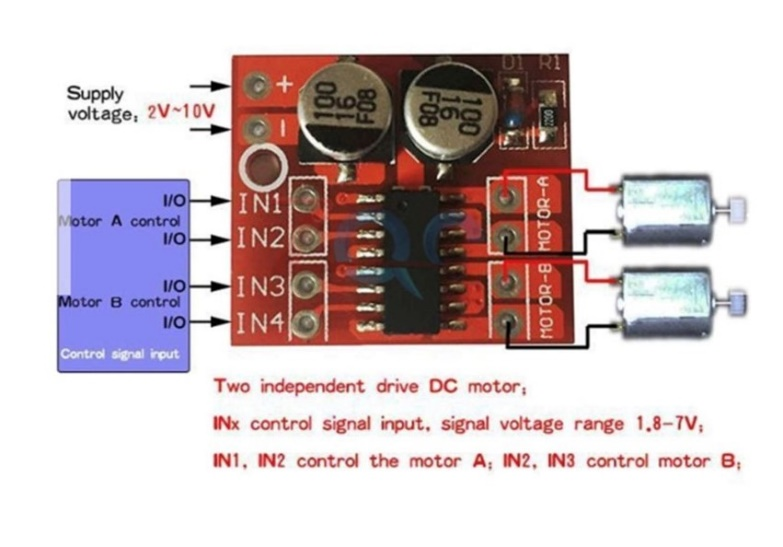 Supply
voltage: 2V~10V
+
-
100
16
F08
100
16
F08
D1
R1
I/O
Motor A control
I/O
I/O
Motor B control
I/O
Control signal input
IN1
IN2
IN3
IN4
MOTOR-A
MOTOR-B
Two independent drive DC motor;
INx control signal input, signal voltage range 1.8-7V;
IN1, IN2 control the motor A; IN2, IN3 control motor B;